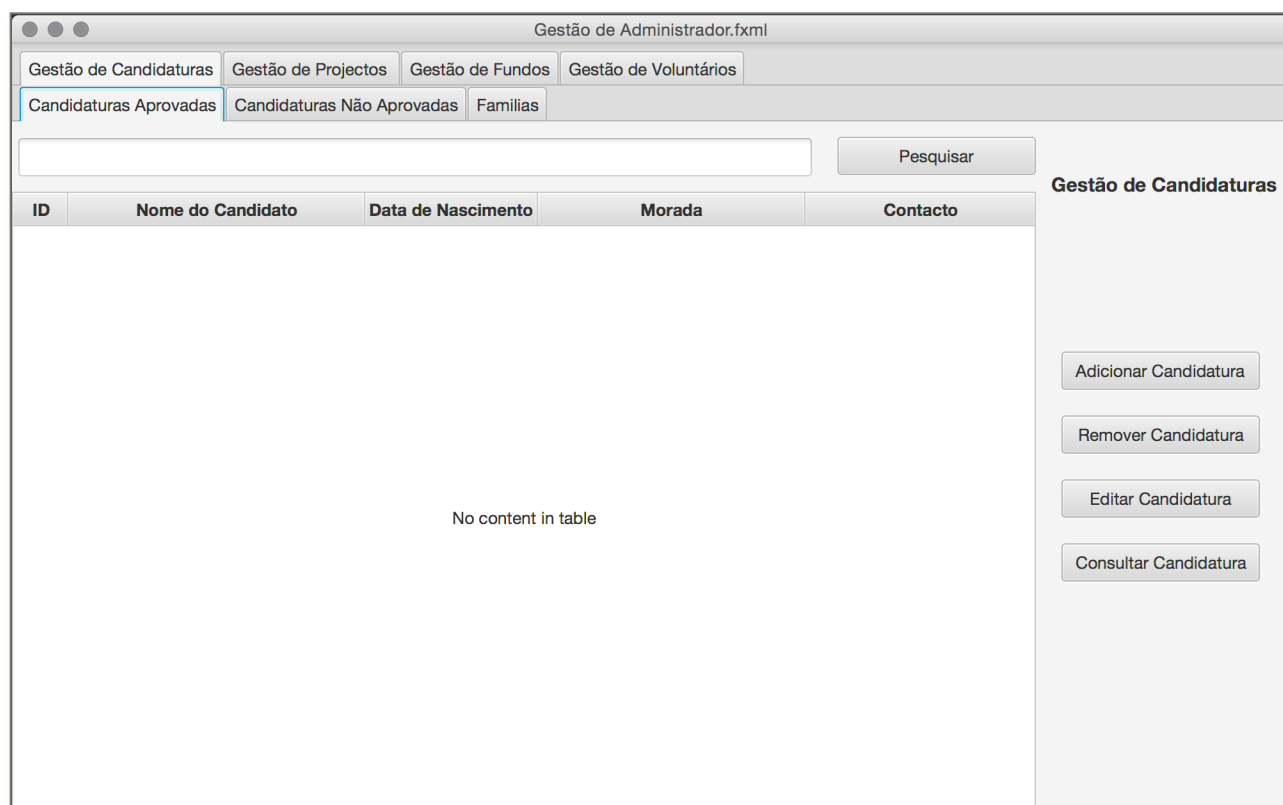 Gestão de Administrador.fxml
Gestão de Candidaturas Gestão de Projectos Gestão de Fundos Gestão de Voluntários
Candidaturas Aprovadas Candidaturas Não Aprovadas Familias
Pesquisar
Gestão de Candidaturas
ID Nome do Candidato Data de Nascimento Morada Contacto
No content in table
Adicionar Candidatura
Remover Candidatura
Editar Candidatura
Consultar Candidatura